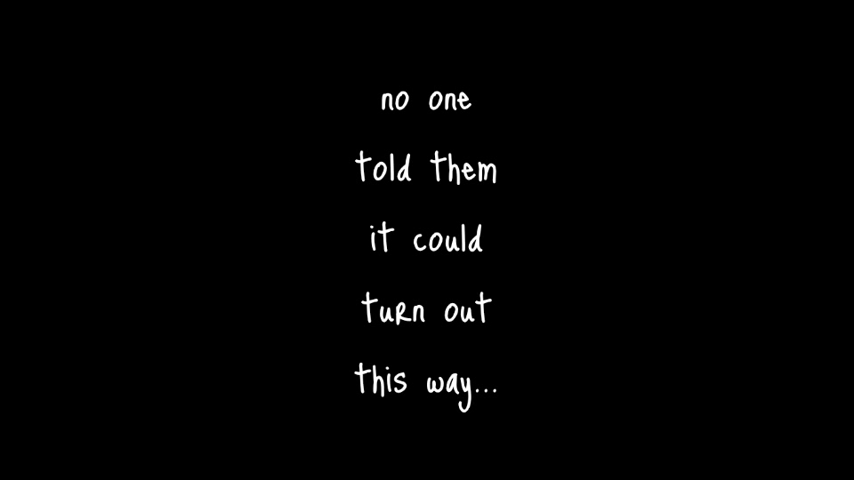 no one
told them
it could
turn out
this way...